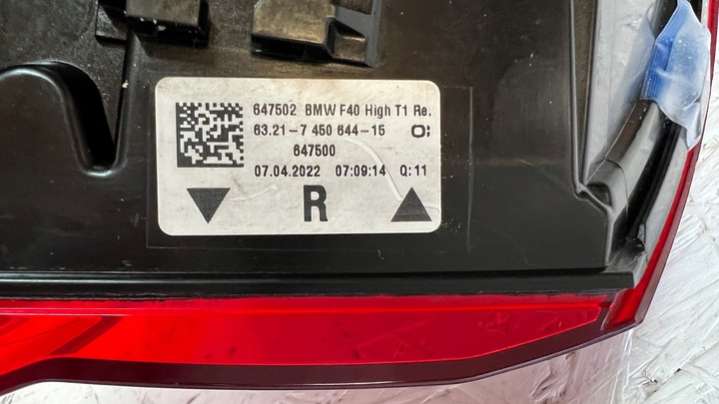 647502 BMW F40 High T1 Re.
63.21-7 450 644-15
647500
07.04.2022 07:09:14 Q:11
R